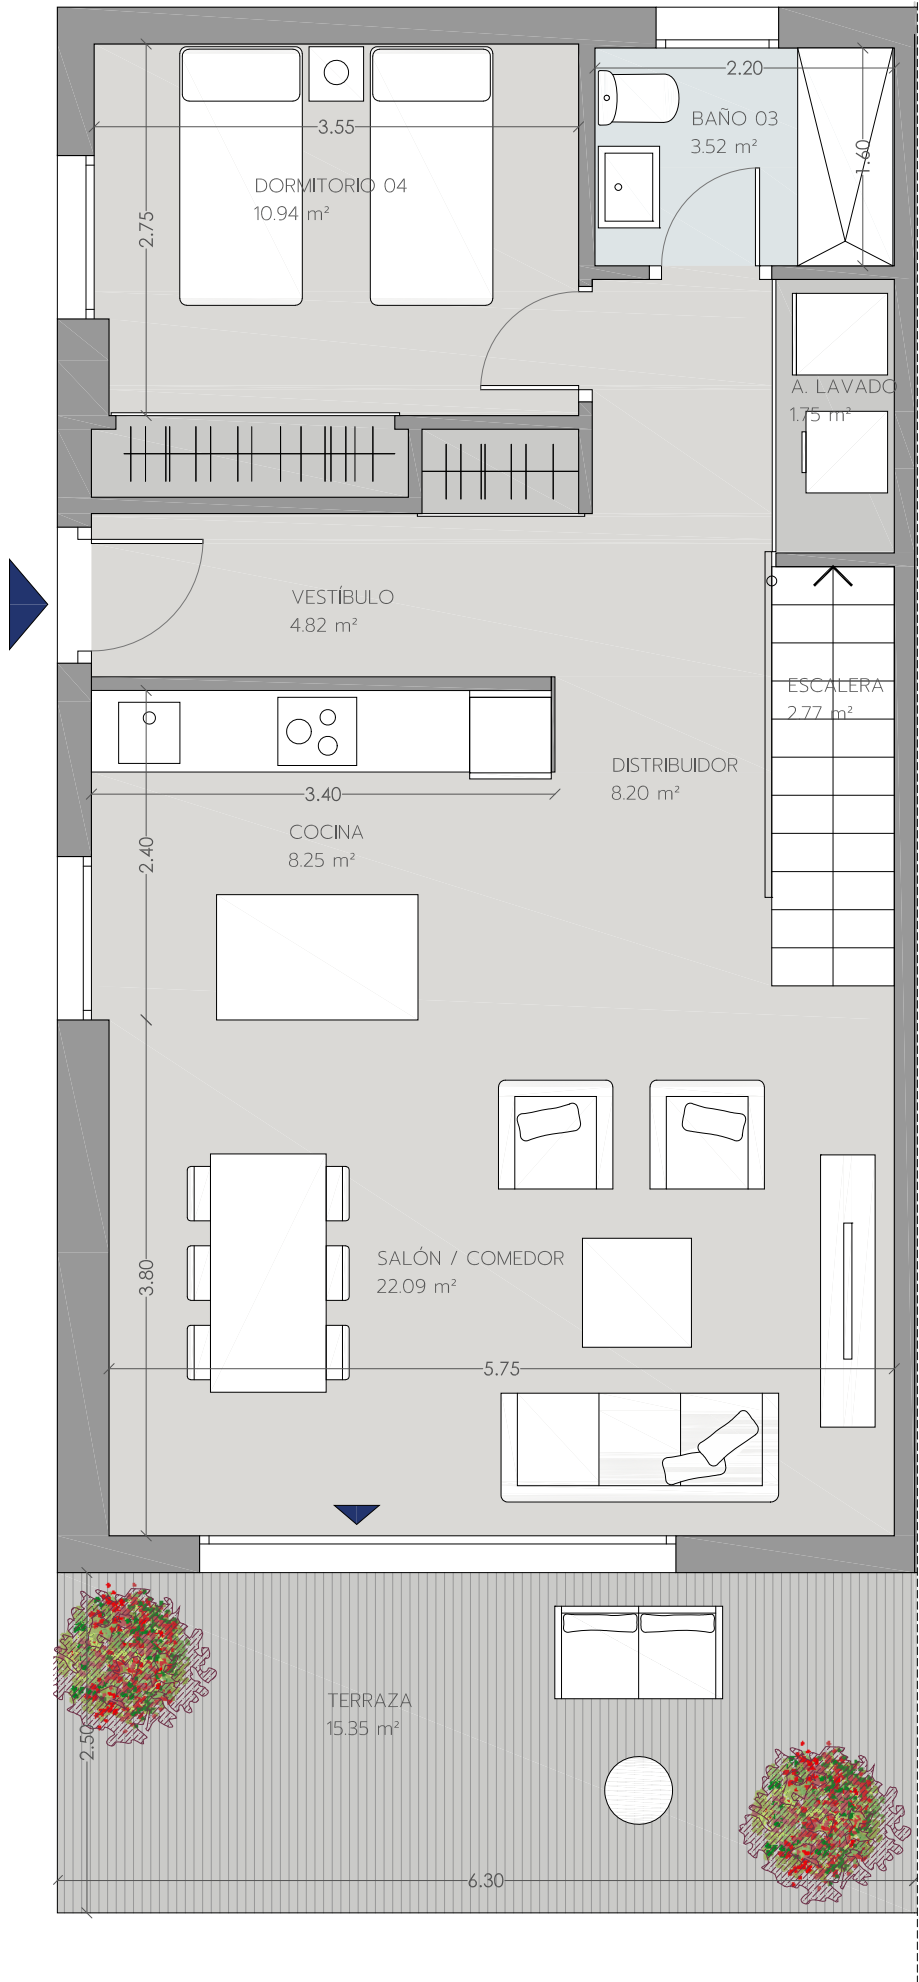 2.20
BAÑO 03
3.52 m²
1.60
3.55
DORMITORIO 04
10.94 m²
2.75
A. LAVADO
1.75 m²
VESTÍBULO
4.82 m²
ESCALERA
2.77 m²
DISTRIBUIDOR
8.20 m²
3.40
COCINA
8.25 m²
2.40
SALÓN / COMEDOR
22.09 m²
3.80
5.75
TERRAZA
15.35 m²
2.50
6.30